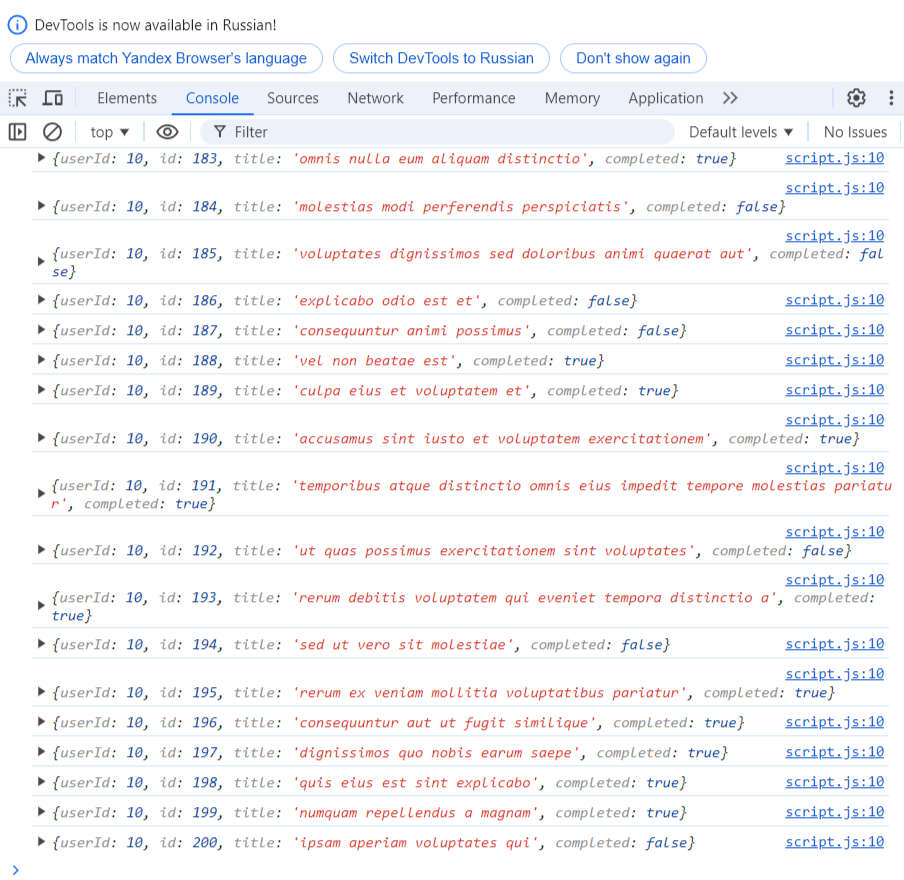 DevTools is now available in Russian!
Always match Yandex Browser's language Switch DevTools to Russian Don't show again
Elements Console Sources Network Performance Memory Application
top Filter Default levels No Issues
{userId: 10, id: 183, title: 'omnis nulla eum aliquam distinctio', completed: true} script.js:10
script.js:10
{userId: 10, id: 184, title: 'molestias modi perferendis perspiciatis', completed: false}
script.js:10
{userId: 10, id: 185, title: 'voluptates dignissimos sed doloribus animi quaerat aut', completed: fal
se}
{userId: 10, id: 186, title: 'explicabo odio est et', completed: false} script.js:10
{userId: 10, id: 187, title: 'consequuntur animi possimus', completed: false} script.js:10
{userId: 10, id: 188, title: 'vel non beatae est', completed: true} script.js:10
{userId: 10, id: 189, title: 'culpa eius et voluptatem et', completed: true} script.js:10
script.js:10
{userId: 10, id: 190, title: 'accusamus sint iusto et voluptatem exercitationem', completed: true}
script.js:10
{userId: 10, id: 191, title: 'temporibus atque distinctio omnis eius impedit tempore molestias pariatu
r', completed: true}
script.js:10
{userId: 10, id: 192, title: 'ut quas possimus exercitationem sint voluptates', completed: false}
script.js:10
{userId: 10, id: 193, title: 'rerum debitis voluptatem qui eveniet tempora distinctio a', completed:
true}
{userId: 10, id: 194, title: 'sed ut vero sit molestiae', completed: false} script.js:10
script.js:10
{userId: 10, id: 195, title: 'rerum ex veniam mollitia voluptatibus pariatur', completed: true}
{userId: 10, id: 196, title: 'consequuntur aut ut fugit similique', completed: true} script.js:10
{userId: 10, id: 197, title: 'dignissimos quo nobis earum saepe', completed: true} script.js:10
{userId: 10, id: 198, title: 'quis eius est sint explicabo', completed: true} script.js:10
{userId: 10, id: 199, title: 'numquam repellendus a magnam', completed: true} script.js:10
{userId: 10, id: 200, title: 'ipsam aperiam voluptates qui', completed: false} script.js:10